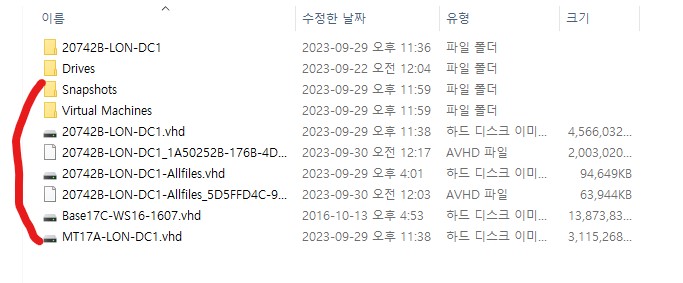 이름 수정한 날짜 유형 크기
20742B-LON-DC1 2023-09-29 오후 11:36 파일 폴더
Drives 2023-09-22 오전 12:04 파일 폴더
Snapshots 2023-09-29 오후 11:59 파일 폴더
Virtual Machines 2023-09-29 오후 11:59 파일 폴더
20742B-LON-DC1.vhd 2023-09-29 오후 11:38 하드 디스크 이미... 4,566,032...
20742B-LON-DC1_1A50252B-176B-4D... 2023-09-30 오전 12:17 AVHD 파일 2,003,020...
20742B-LON-DC1-Allfiles.vhd 2023-09-29 오후 4:01 하드 디스크 이미... 94,649KB
20742B-LON-DC1-Allfiles_5D5FFD4C-9... 2023-09-30 오전 12:03 AVHD 파일 63,944KB
Base17C-WS16-1607.vhd 2016-10-13 오후 4:53 하드 디스크 이미... 13,873,83...
MT17A-LON-DC1.vhd 2023-09-29 오후 11:38 하드 디스크 이미... 3,115,268...